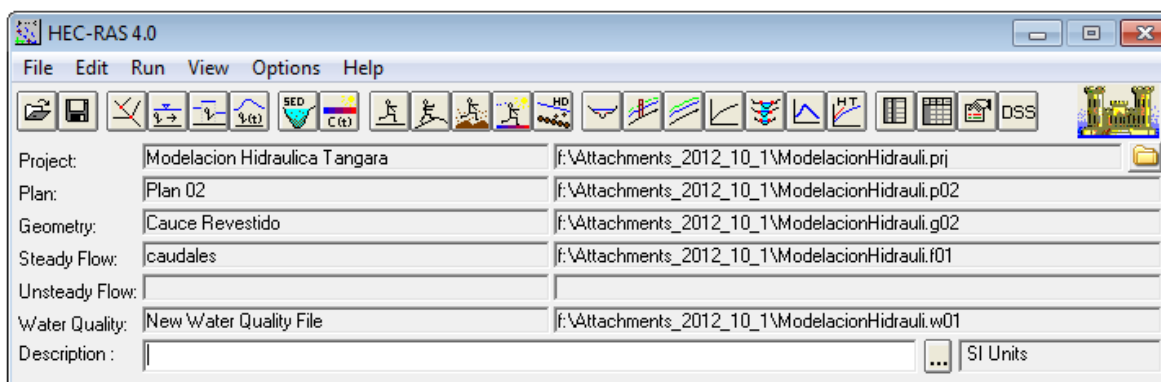 HEC-RAS 4.0
File Edit Run View Options Help
SED C(t) HD HT DSS
Project: Modelacion Hidraulica Tangara f:\Attachments_2012_10_1\ModelacionHidrauli.prj
Plan: Plan 02 f:\Attachments_2012_10_1\ModelacionHidrauli.p02
Geometry: Cauce Revestido f:\Attachments_2012_10_1\ModelacionHidrauli.g02
Steady Flow: caudales f:\Attachments_2012_10_1\ModelacionHidrauli.f01
Unsteady Flow:
Water Quality: New Water Quality File f:\Attachments_2012_10_1\ModelacionHidrauli.w01
Description : ... SI Units